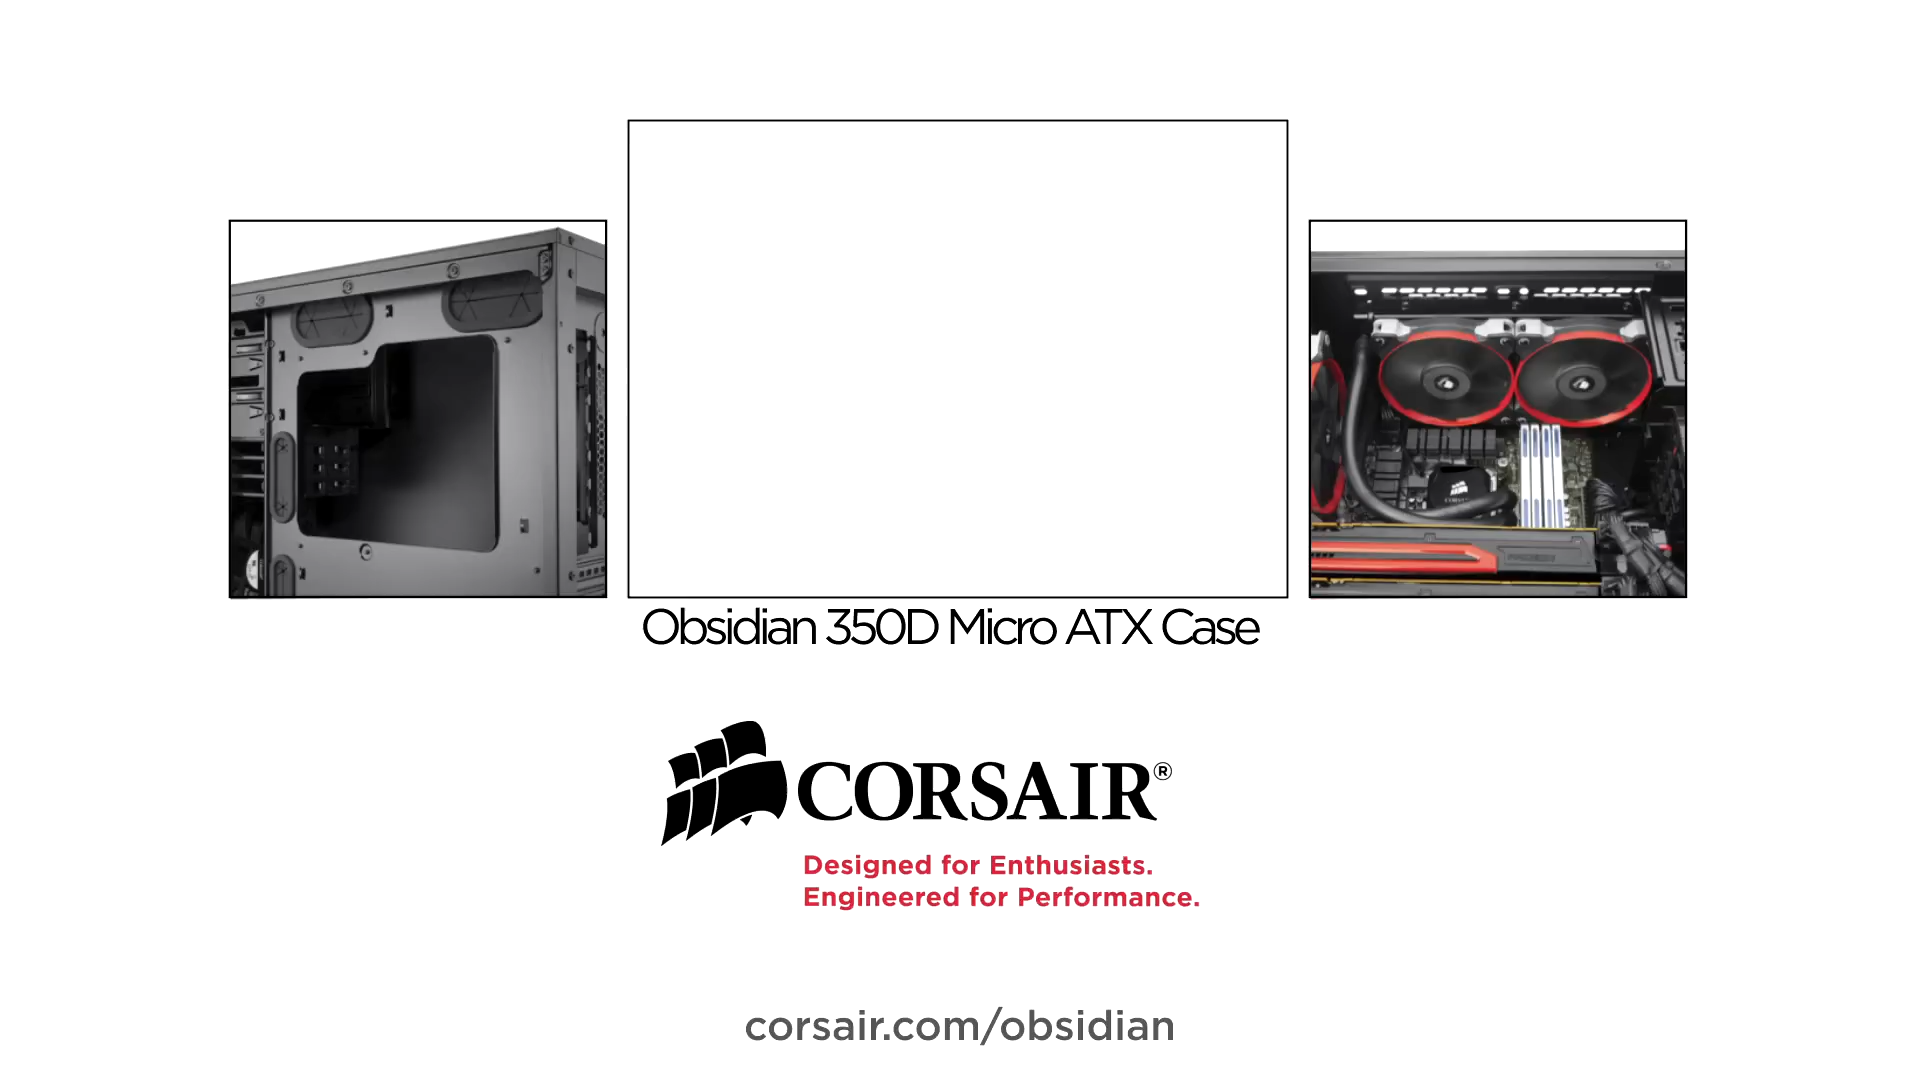 Obsidian 350D Micro ATX Case
CORSAIR®
Designed for Enthusiasts.
Engineered for Performance.
corsair.com/obsidian